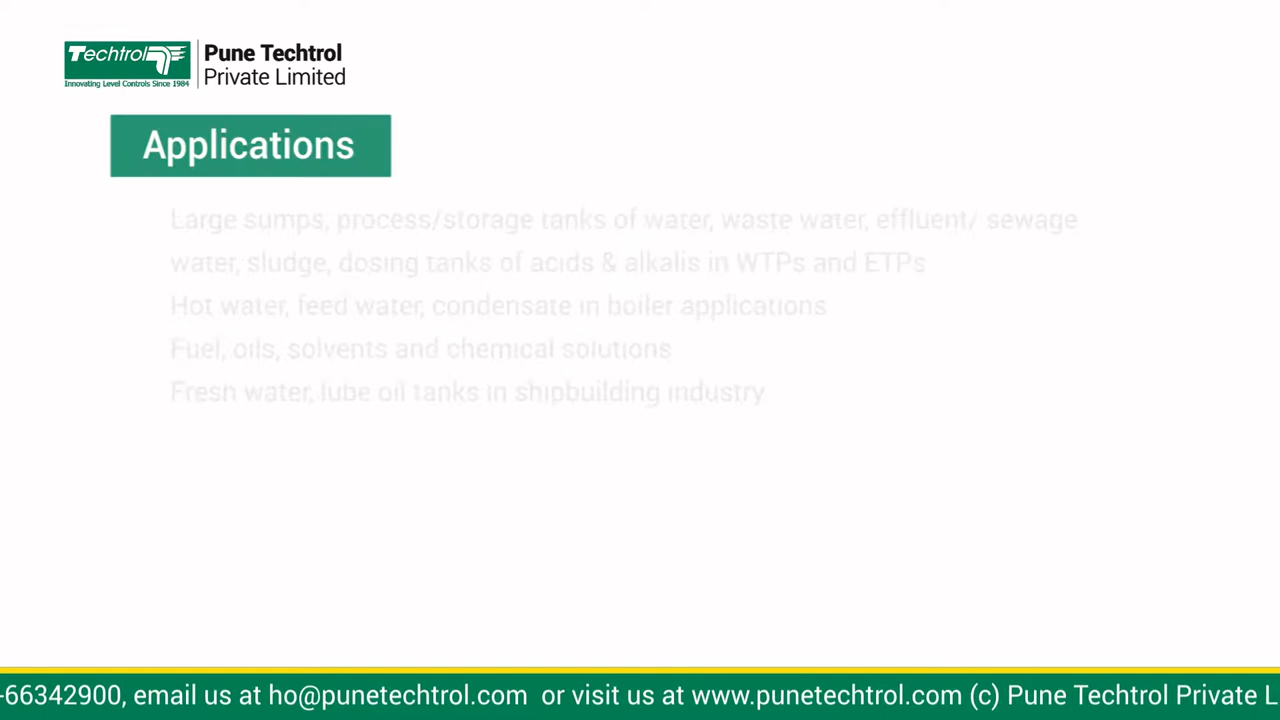 Techtrol
Innovating Level Controls Since 1984
Pune Techtrol
Private Limited
Applications
Large sumps, process/storage tanks of water, waste water, effluent/ sewage
water, sludge, dosing tanks of acids & alkalis in WTPs and ETPs
Hot water, feed water, condensate in boiler applications
Fuel, oils, solvents and chemical solutions
Fresh water, lube oil tanks in shipbuilding industry
-66342900, email us at ho@punetechtrol.com or visit us at www.punetechtrol.com (c) Pune Techtrol Private L